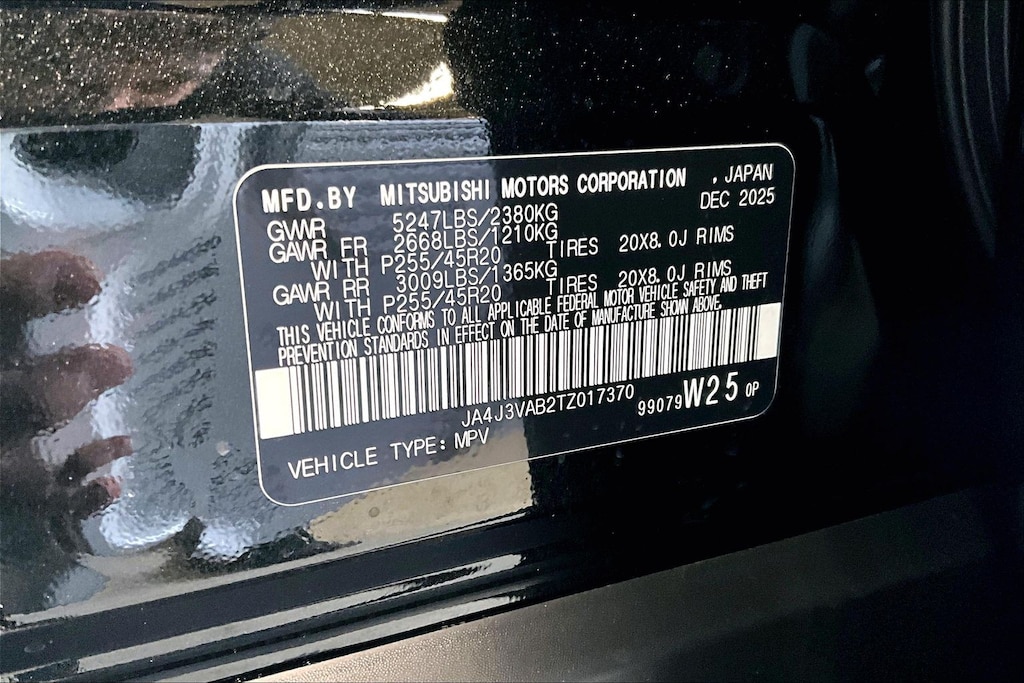 MFD.BY MITSUBISHI MOTORS CORPORATION , JAPAN
DEC 2025
GVWR 5247LBS/2380KG
GAWR FR 2668LBS/1210KG
WITH P255/45R20 TIRES 20X8.0J RIMS
GAWR RR 3009LBS/1365KG
WITH P255/45R20 TIRES 20X8.0J RIMS
THIS VEHICLE CONFORMS TO ALL APPLICABLE FEDERAL MOTOR VEHICLE SAFETY AND THEFT
PREVENTION STANDARDS IN EFFECT ON THE DATE OF MANUFACTURE SHOWN ABOVE.
JA4J3VAB2TZ017370
99079 W25 0P
VEHICLE TYPE: MPV